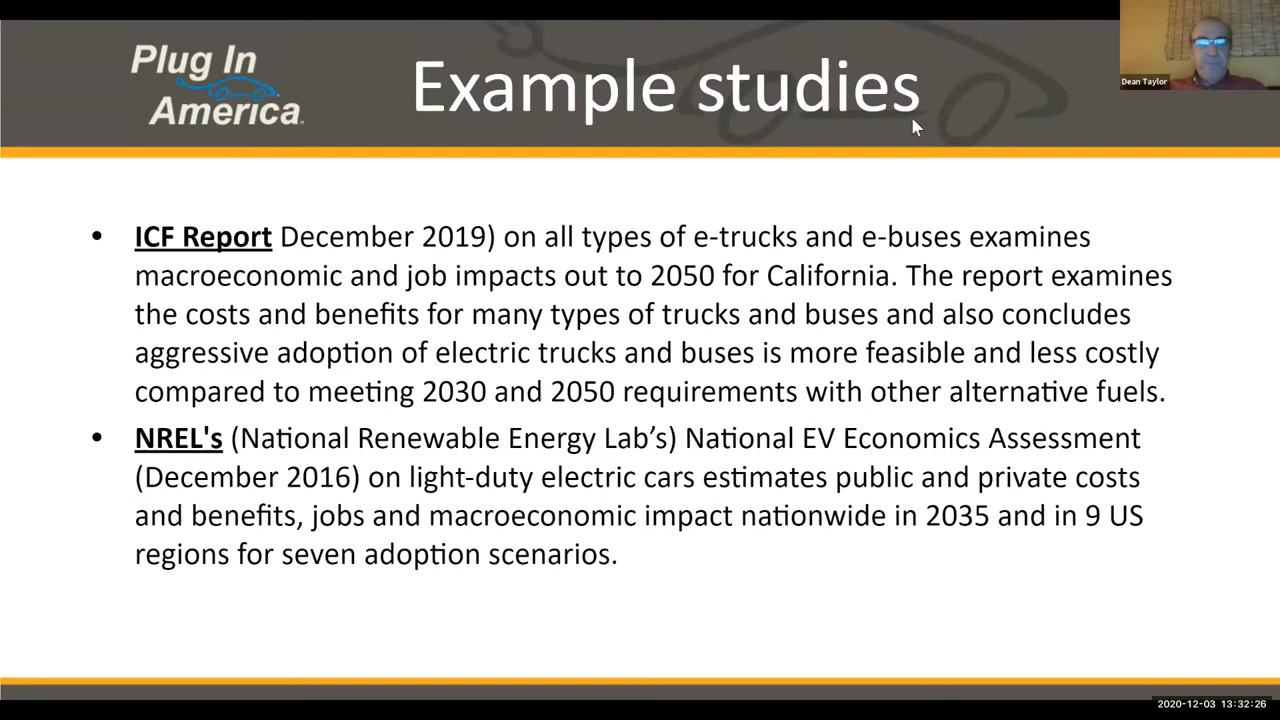 Plug In
America
Example studies
Dean Taylor
• ICF Report December 2019) on all types of e-trucks and e-buses examines
macroeconomic and job impacts out to 2050 for California. The report examines
the costs and benefits for many types of trucks and buses and also concludes
aggressive adoption of electric trucks and buses is more feasible and less costly
compared to meeting 2030 and 2050 requirements with other alternative fuels.
• NREL's (National Renewable Energy Lab’s) National EV Economics Assessment
(December 2016) on light-duty electric cars estimates public and private costs
and benefits, jobs and macroeconomic impact nationwide in 2035 and in 9 US
regions for seven adoption scenarios.
2020-12-03 13:32:26